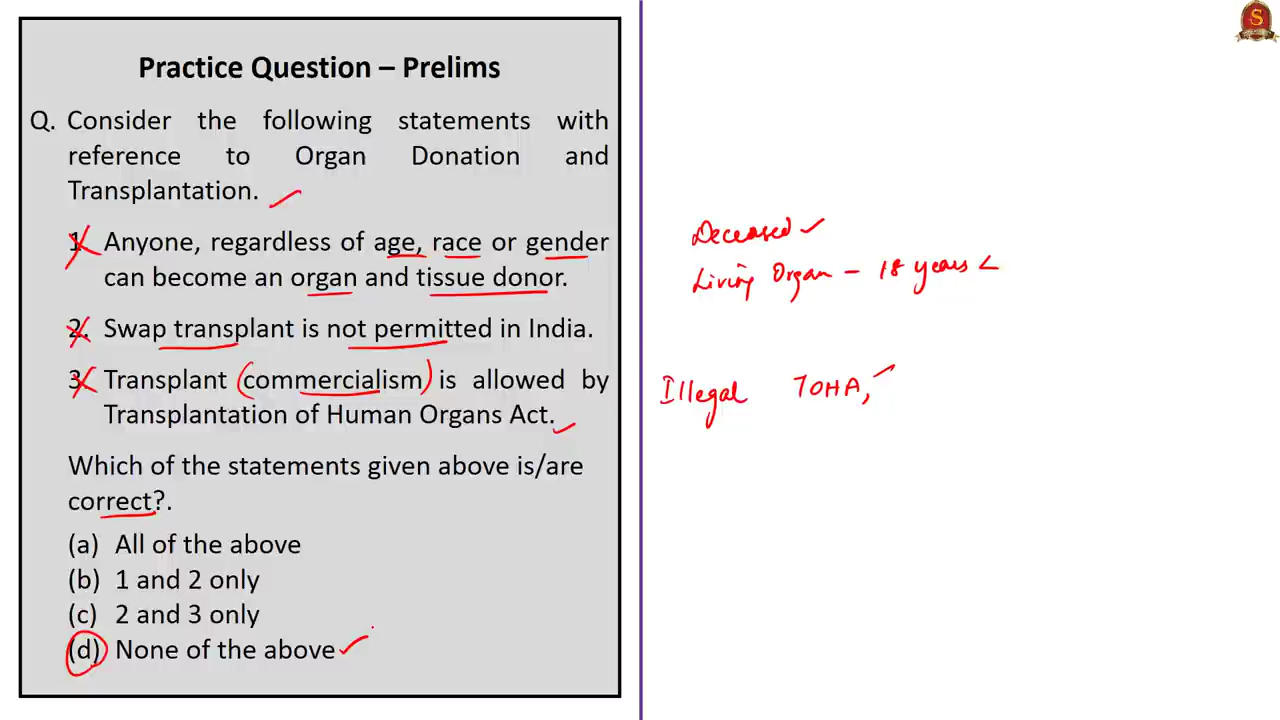 Practice Question – Prelims
Q. Consider the following statements with
reference to Organ Donation and
Transplantation.
1. Anyone, regardless of age, race or gender
can become an organ and tissue donor.
2. Swap transplant is not permitted in India.
3. Transplant (commercialism) is allowed by
Transplantation of Human Organs Act.
Which of the statements given above is/are
correct?.
(a) All of the above
(b) 1 and 2 only
(c) 2 and 3 only
(d) None of the above
S
Deceased
Living Organ – 18 years <
Illegal TOHA,